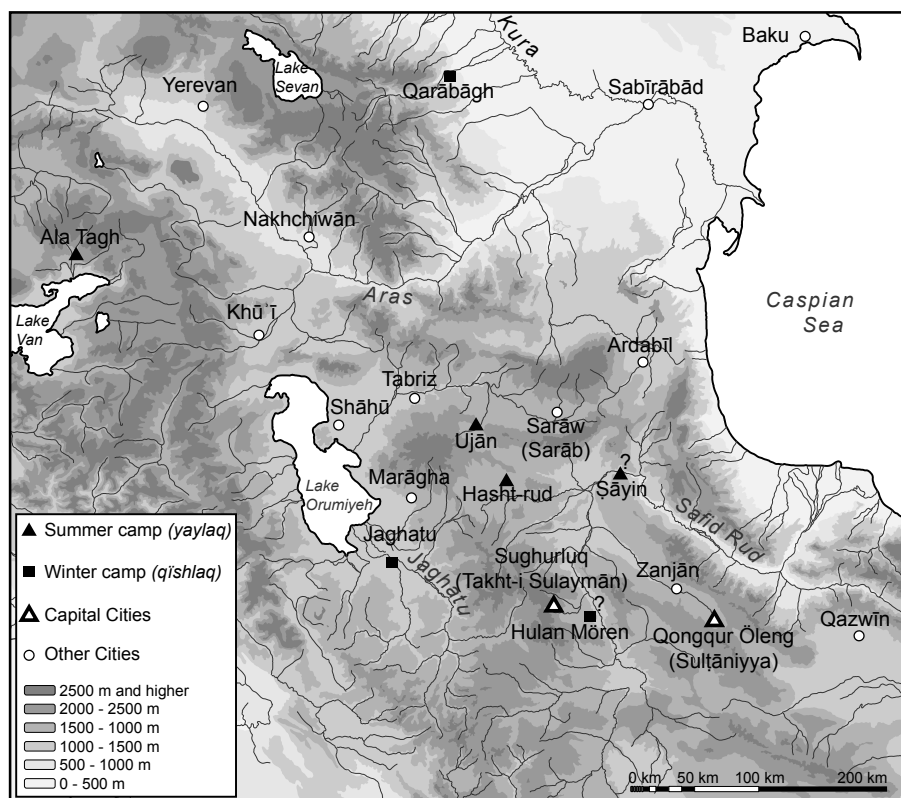 Baku
Kura
Lake
Sevan
Qarābāgh
Yerevan
Sabīrābād
Nakhchiwān
Ala Tagh
Aras
Caspian
Sea
Khūʾī
Lake
Van
Ardabīl
Tabriz
Shāhū
Ujān
Sarāw
(Sarāb)
?
Marāgha
Hasht-rud
Ṣāyin
Lake
Orumiyeh
Safid Rud
Jaghatu
Jaghatu
Sughurluq
(Takht-i Sulaymān)
Zanjān
?
Hulan Mören
Qongqur Öleng
(Sulṭāniyya)
Qazwīn
Summer camp (yaylaq)
Winter camp (qïshlaq)
Capital Cities
Other Cities
2500 m and higher
2000 - 2500 m
1500 - 1000 m
1000 - 1500 m
500 - 1000 m
0 - 500 m
0 km 50 km 100 km 200 km